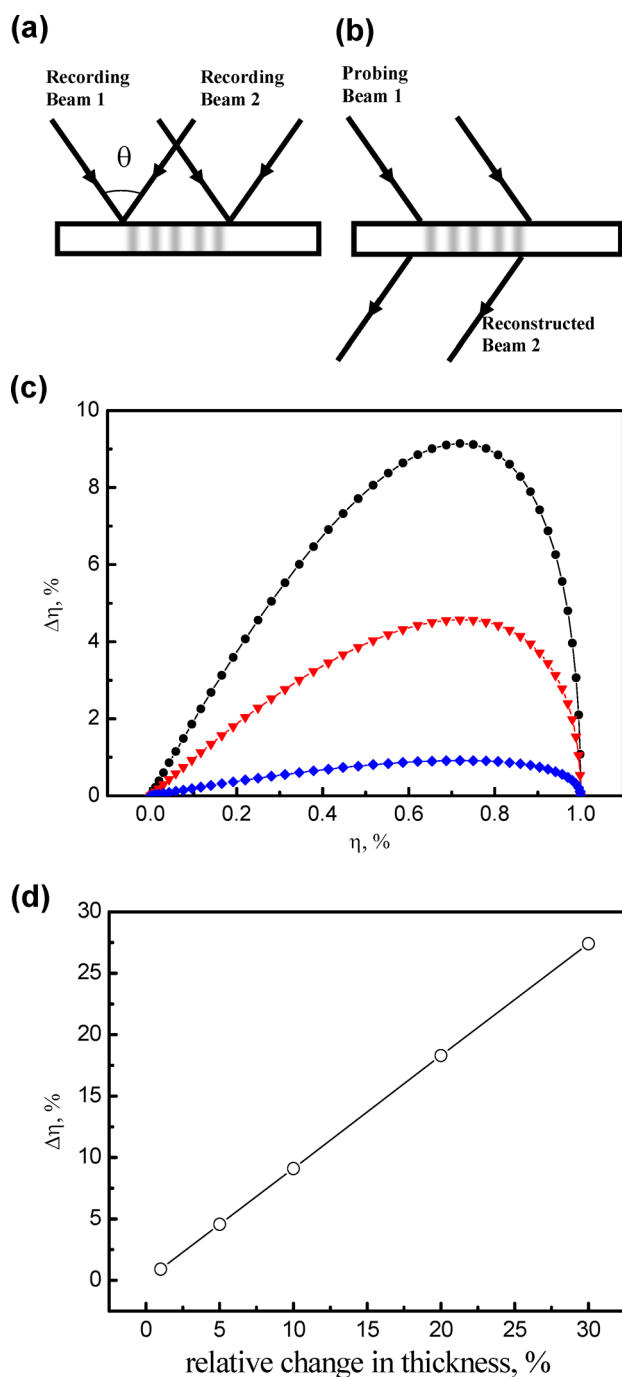 (a)
Recording
Beam 1
Recording
Beam 2
θ
(b)
Probing
Beam 1
Reconstructed
Beam 2
(c)
10
8
6
4
2
0
Δη, %
0.0 0.2 0.4 0.6 0.8 1.0
η, %
(d)
30
25
20
15
10
5
0
Δη, %
0 5 10 15 20 25 30
relative change in thickness, %